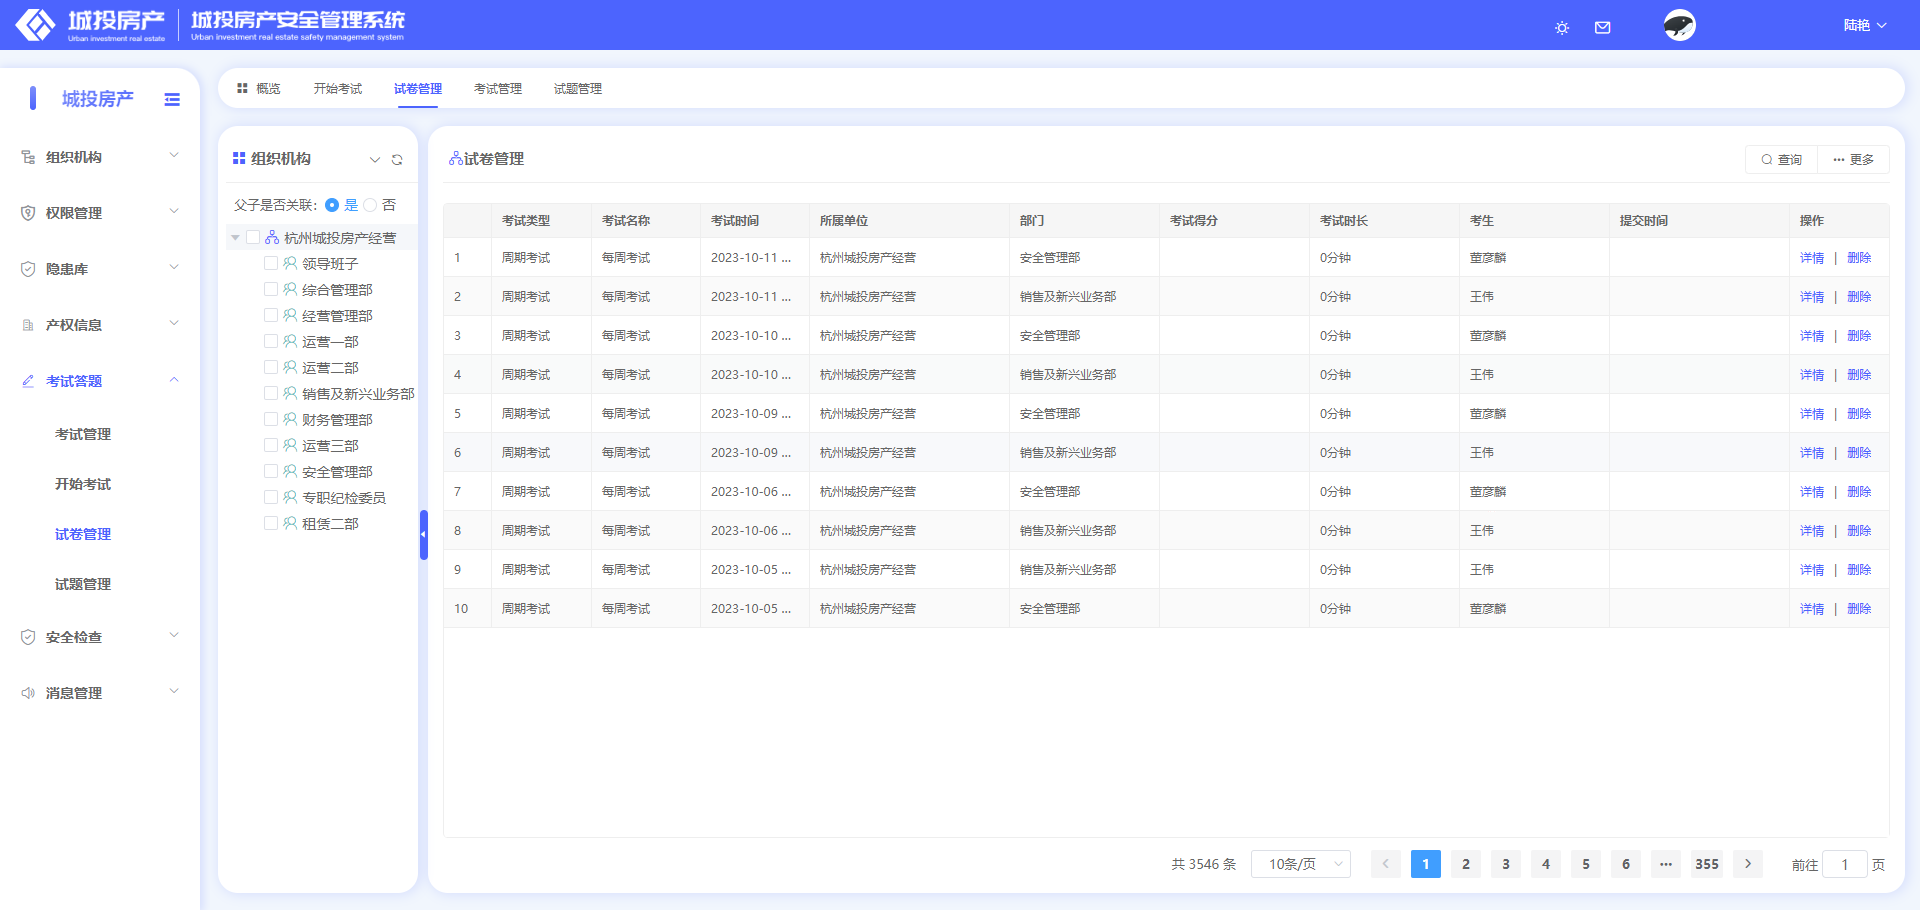 城投房产
Urban investment real estate
城投房产安全管理系统
Urban investment real estate safety management system
陆艳
城投房产
组织机构
权限管理
隐患库
产权信息
考试答题
考试管理
开始考试
试卷管理
试题管理
安全检查
消息管理
概览 开始考试 试卷管理 考试管理 试题管理
组织机构
父子是否关联: 是 否
杭州城投房产经营
领导班子
综合管理部
经营管理部
运营一部
运营二部
销售及新兴业务部
财务管理部
运营三部
安全管理部
专职纪检委员
租赁二部
试卷管理
查询 ··· 更多
考试类型 考试名称 考试时间 所属单位 部门 考试得分 考试时长 考生 提交时间 操作
1 周期考试 每周考试 2023-10-11 ... 杭州城投房产经营 安全管理部 0分钟 董彦麟 详情 | 删除
2 周期考试 每周考试 2023-10-11 ... 杭州城投房产经营 销售及新兴业务部 0分钟 王伟 详情 | 删除
3 周期考试 每周考试 2023-10-10 ... 杭州城投房产经营 安全管理部 0分钟 董彦麟 详情 | 删除
4 周期考试 每周考试 2023-10-10 ... 杭州城投房产经营 销售及新兴业务部 0分钟 王伟 详情 | 删除
5 周期考试 每周考试 2023-10-09 ... 杭州城投房产经营 安全管理部 0分钟 董彦麟 详情 | 删除
6 周期考试 每周考试 2023-10-09 ... 杭州城投房产经营 销售及新兴业务部 0分钟 王伟 详情 | 删除
7 周期考试 每周考试 2023-10-06 ... 杭州城投房产经营 安全管理部 0分钟 董彦麟 详情 | 删除
8 周期考试 每周考试 2023-10-06 ... 杭州城投房产经营 销售及新兴业务部 0分钟 王伟 详情 | 删除
9 周期考试 每周考试 2023-10-05 ... 杭州城投房产经营 销售及新兴业务部 0分钟 王伟 详情 | 删除
10 周期考试 每周考试 2023-10-05 ... 杭州城投房产经营 安全管理部 0分钟 董彦麟 详情 | 删除
共 3546 条 10条/页 1 2 3 4 5 6 ··· 355 前往 1 页